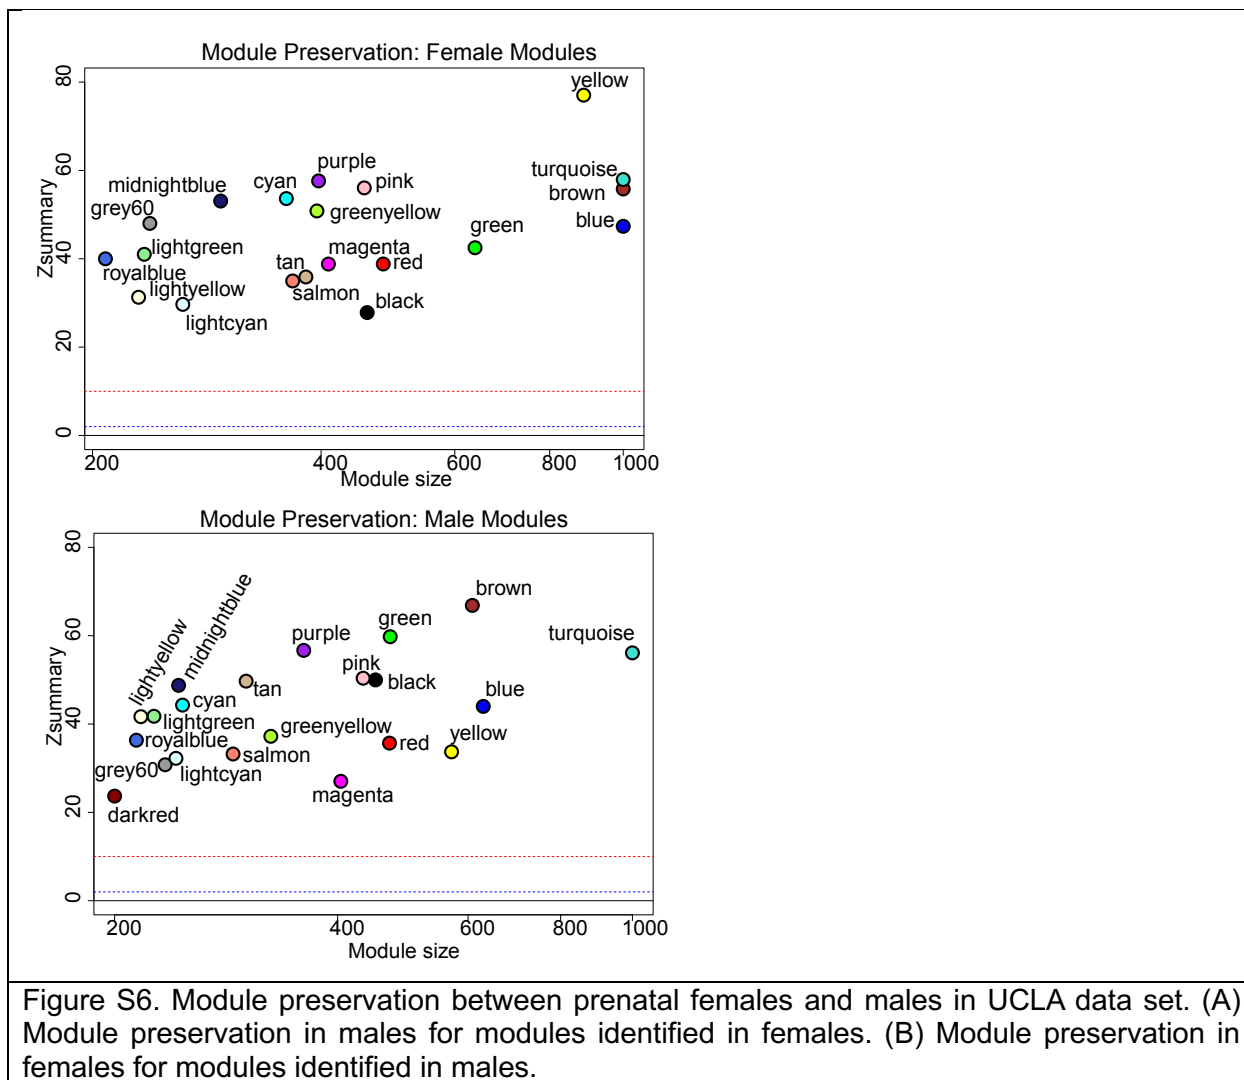 Module Preservation: Female Modules
80
60
40
20
0
Zsummary
yellow
turquoise
brown
blue
purple
pink
cyan
midnightblue
greenyellow
grey60
green
lightgreen
magenta
red
tan
royalblue
lightyellow
salmon
black
lightcyan
200 400 600 800 1000
Module size
Module Preservation: Male Modules
80
60
40
20
0
Zsummary
brown
midnightblue
lightyellow
green
purple
turquoise
pink
black
tan
blue
cyan
lightgreen
greenyellow
royalblue
red
yellow
salmon
grey60
lightcyan
magenta
darkred
200 400 600 800 1000
Module size
Figure S6. Module preservation between prenatal females and males in UCLA data set. (A)
Module preservation in males for modules identified in females. (B) Module preservation in
females for modules identified in males.